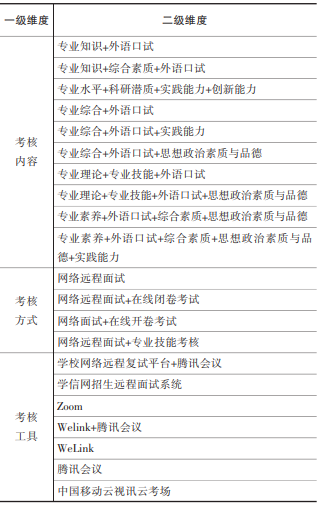 一级维度 二级维度
专业知识+外语口试
专业知识+综合素质+外语口试
专业水平+科研潜质+实践能力+创新能力
专业综合+外语口试
专业综合+外语口试+实践能力
专业综合+外语口试+思想政治素质与品德
专业理论+专业技能+外语口试
专业理论+专业技能+外语口试+思想政治素质与品德
专业素养+外语口试+综合素质+思想政治素质与品德
专业素养+外语口试+综合素质+思想政治素质与品
德+实践能力
考核
内容
网络远程面试
网络远程面试+在线闭卷考试
网络面试+在线开卷考试
网络远程面试+专业技能考核
考核
方式
学校网络远程复试平台+腾讯会议
学信网招生远程面试系统
Zoom
Welink+腾讯会议
WeLink
腾讯会议
中国移动云视讯云考场
考核
工具